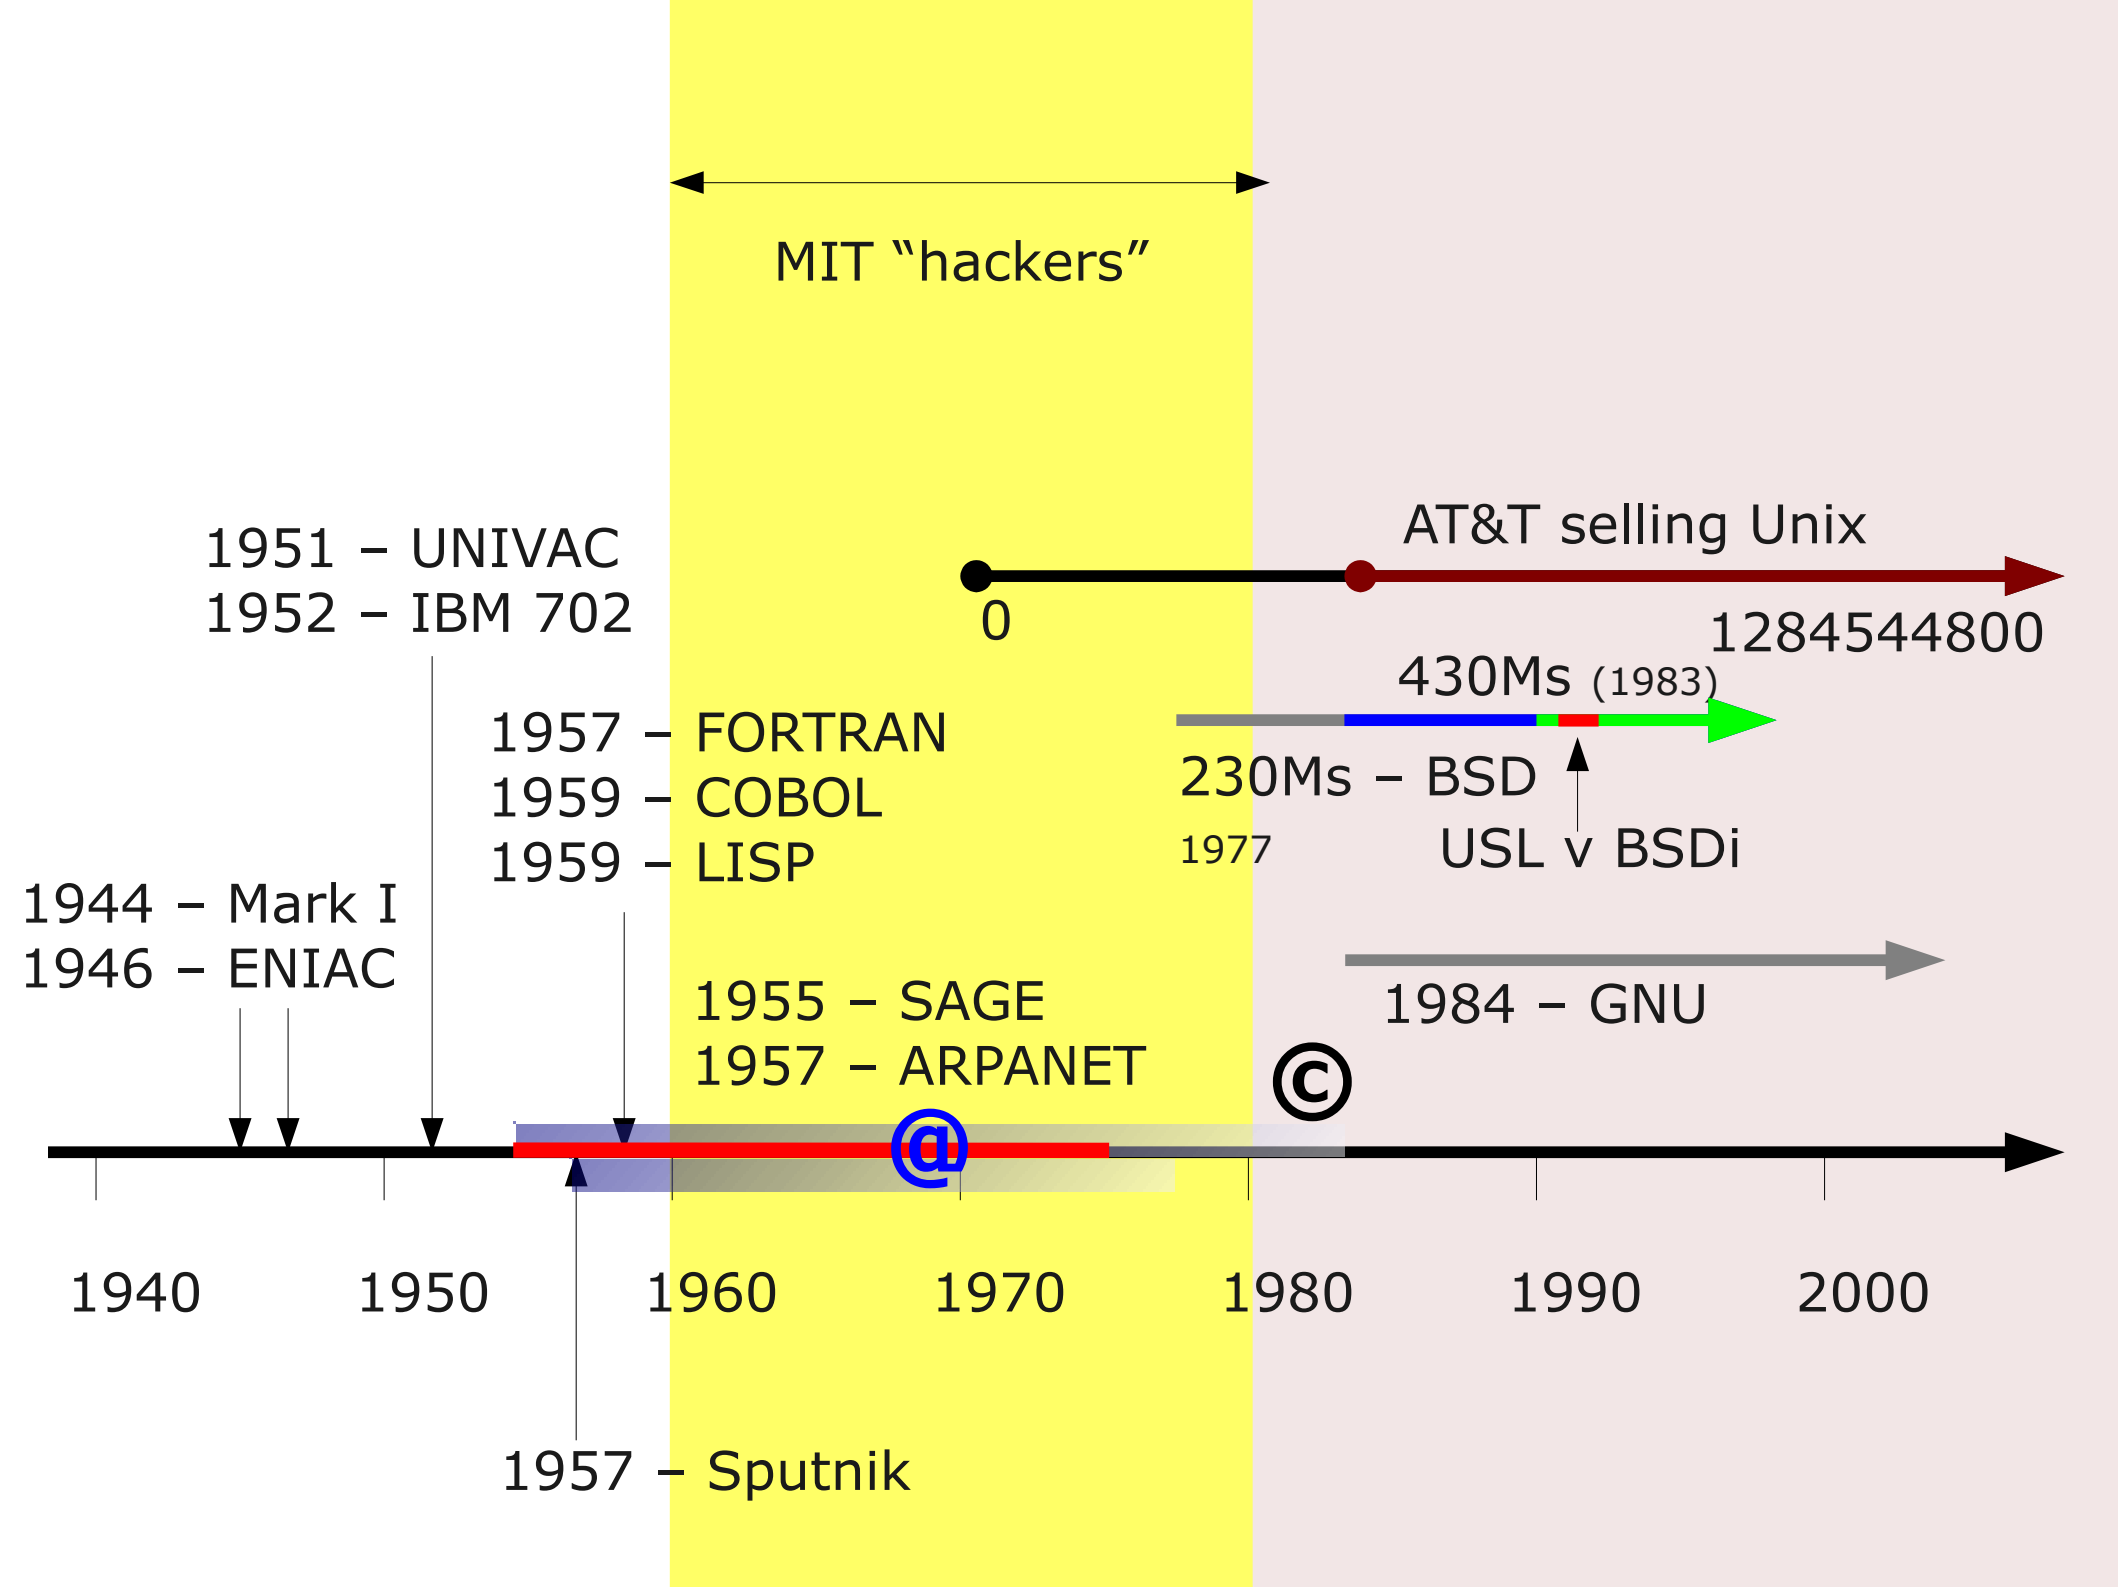 MIT “hackers”
AT&T selling Unix
1951 – UNIVAC
1952 – IBM 702
0
1284544800
430Ms (1983)
1957 – FORTRAN
1959 – COBOL
1959 – LISP
230Ms – BSD
1977
USL v BSDi
1944 – Mark I
1946 – ENIAC
1955 – SAGE
1957 – ARPANET
1984 – GNU
©
@
1940 1950 1960 1970 1980 1990 2000
1957 – Sputnik